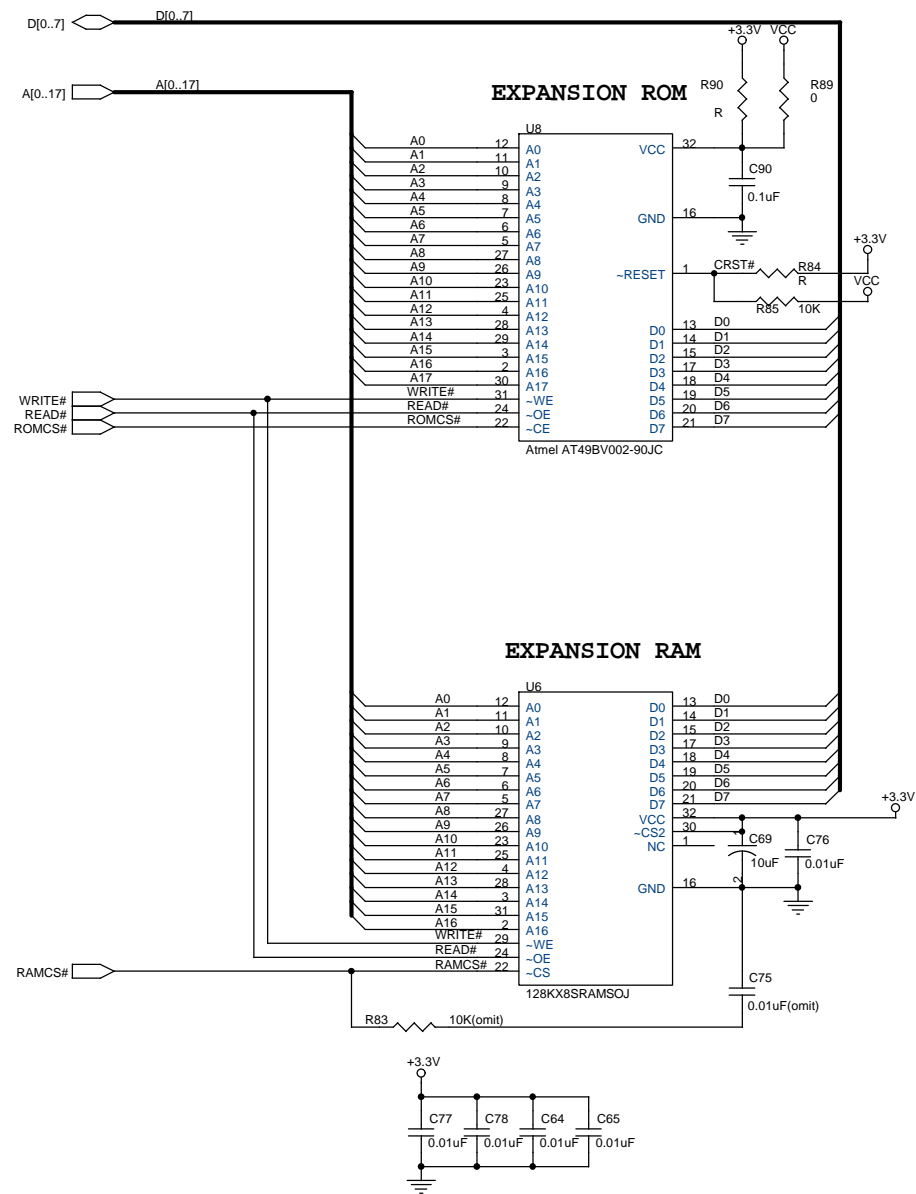 D[0..7]
D[0..7]
A[0..17]
A[0..17]
+3.3V
VCC
R90
R
R89
0
EXPANSION ROM
U8
A0 12 A0
A1 11 A1
A2 10 A2
A3 9 A3
A4 8 A4
A5 7 A5
A6 6 A6
A7 5 A7
A8 27 A8
A9 26 A9
A10 23 A10
A11 25 A11
A12 4 A12
A13 28 A13
A14 29 A14
A15 3 A15
A16 2 A16
A17 30 A17
WRITE# WRITE# 31 ~WE
READ# READ# 24 ~OE
ROMCS# ROMCS# 22 ~CE
VCC 32
C90
0.1uF
GND 16
~RESET 1 CRST#
R84
R
+3.3V
VCC
R85 10K
D0 13 D0
D1 14 D1
D2 15 D2
D3 17 D3
D4 18 D4
D5 19 D5
D6 20 D6
D7 21 D7
Atmel AT49BV002-90JC
EXPANSION RAM
U6
A0 12 A0
A1 11 A1
A2 10 A2
A3 9 A3
A4 8 A4
A5 7 A5
A6 6 A6
A7 5 A7
A8 27 A8
A9 26 A9
A10 23 A10
A11 25 A11
A12 4 A12
A13 28 A13
A14 3 A14
A15 31 A15
A16 2 A16
WRITE# 29 ~WE
READ# 24 ~OE
RAMCS# RAMCS# 22 ~CS
D0 13 D0
D1 14 D1
D2 15 D2
D3 17 D3
D4 18 D4
D5 19 D5
D6 20 D6
D7 21 D7
VCC 32
~CS2 30
NC 1
GND 16
+3.3V
1
C69
10uF
2
C76
0.01uF
C75
0.01uF(omit)
128KX8SRAMSOJ
R83 10K(omit)
+3.3V
C77
0.01uF
C78
0.01uF
C64
0.01uF
C65
0.01uF